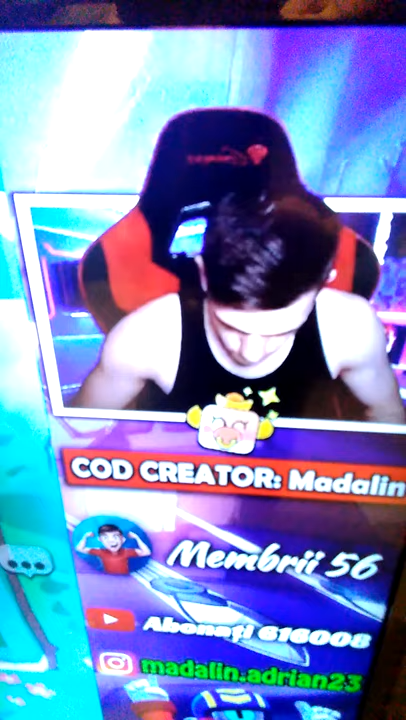 COD CREATOR: Madalin
Membrii 56
Abonați 616008
madalin.adrian23